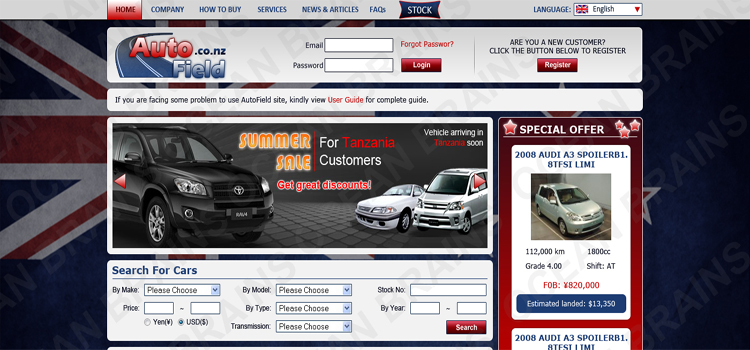 HOME COMPANY HOW TO BUY SERVICES NEWS & ARTICLES FAQs STOCK LANGUAGE: English
Auto.co.nz
Field
Email Forgot Passwor?
Password Login
ARE YOU A NEW CUSTOMER?
CLICK THE BUTTON BELOW TO REGISTER
Register
If you are facing some problem to use AutoField site, kindly view User Guide for complete guide.
SUMMER
SALE
For Tanzania
Customers
Get great discounts!
Vehicle arriving in
Tanzania soon
RAV4
SPECIAL OFFER
2008 AUDI A3 SPOILERB1.
8TFSI LIMI
112,000 km 1800cc
Grade 4.00 Shift: AT
F0B: ¥820,000
Estimated landed: $13,350
2008 AUDI A3 SPOILERB1.
8TFSI LIMI
Search For Cars
By Make: Please Choose By Model: Please Choose Stock No:
Price: ~ By Type: Please Choose By Year: ~
Yen(¥) USD($) Transmission: Please Choose Search
OCEAN BRAINS